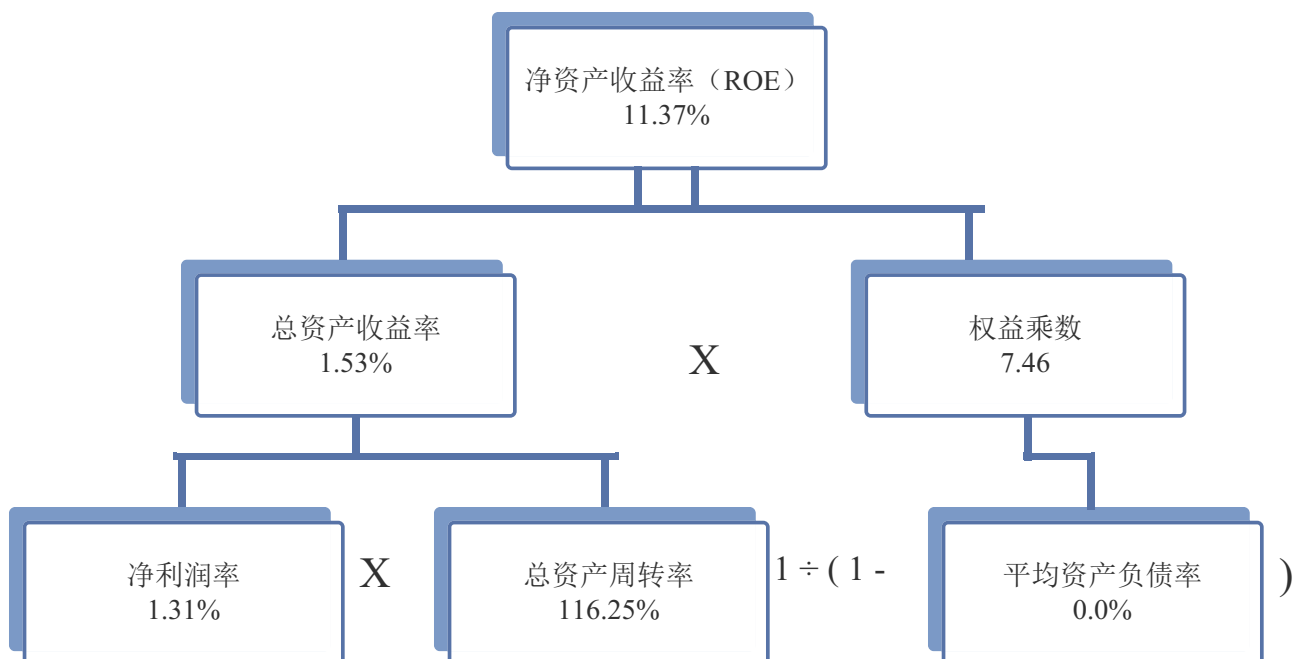 净资产收益率（ROE）
11.37%
总资产收益率
1.53%
X
权益乘数
7.46
净利润率
1.31%
X
总资产周转率
116.25%
1 ÷ ( 1 -
平均资产负债率
0.0%
)